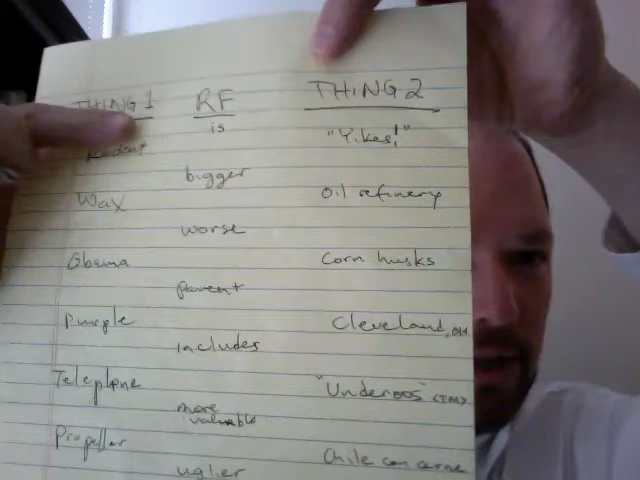 THING 1 RF THING 2
is
"Yikes!"
bigger
Wax Oil refinery
worse
Obama Corn husks
parent
Purple Cleveland, OH
includes
Telephone "Underoos" (TM)
more
valuable
Propeller
Chile con carne
uglier